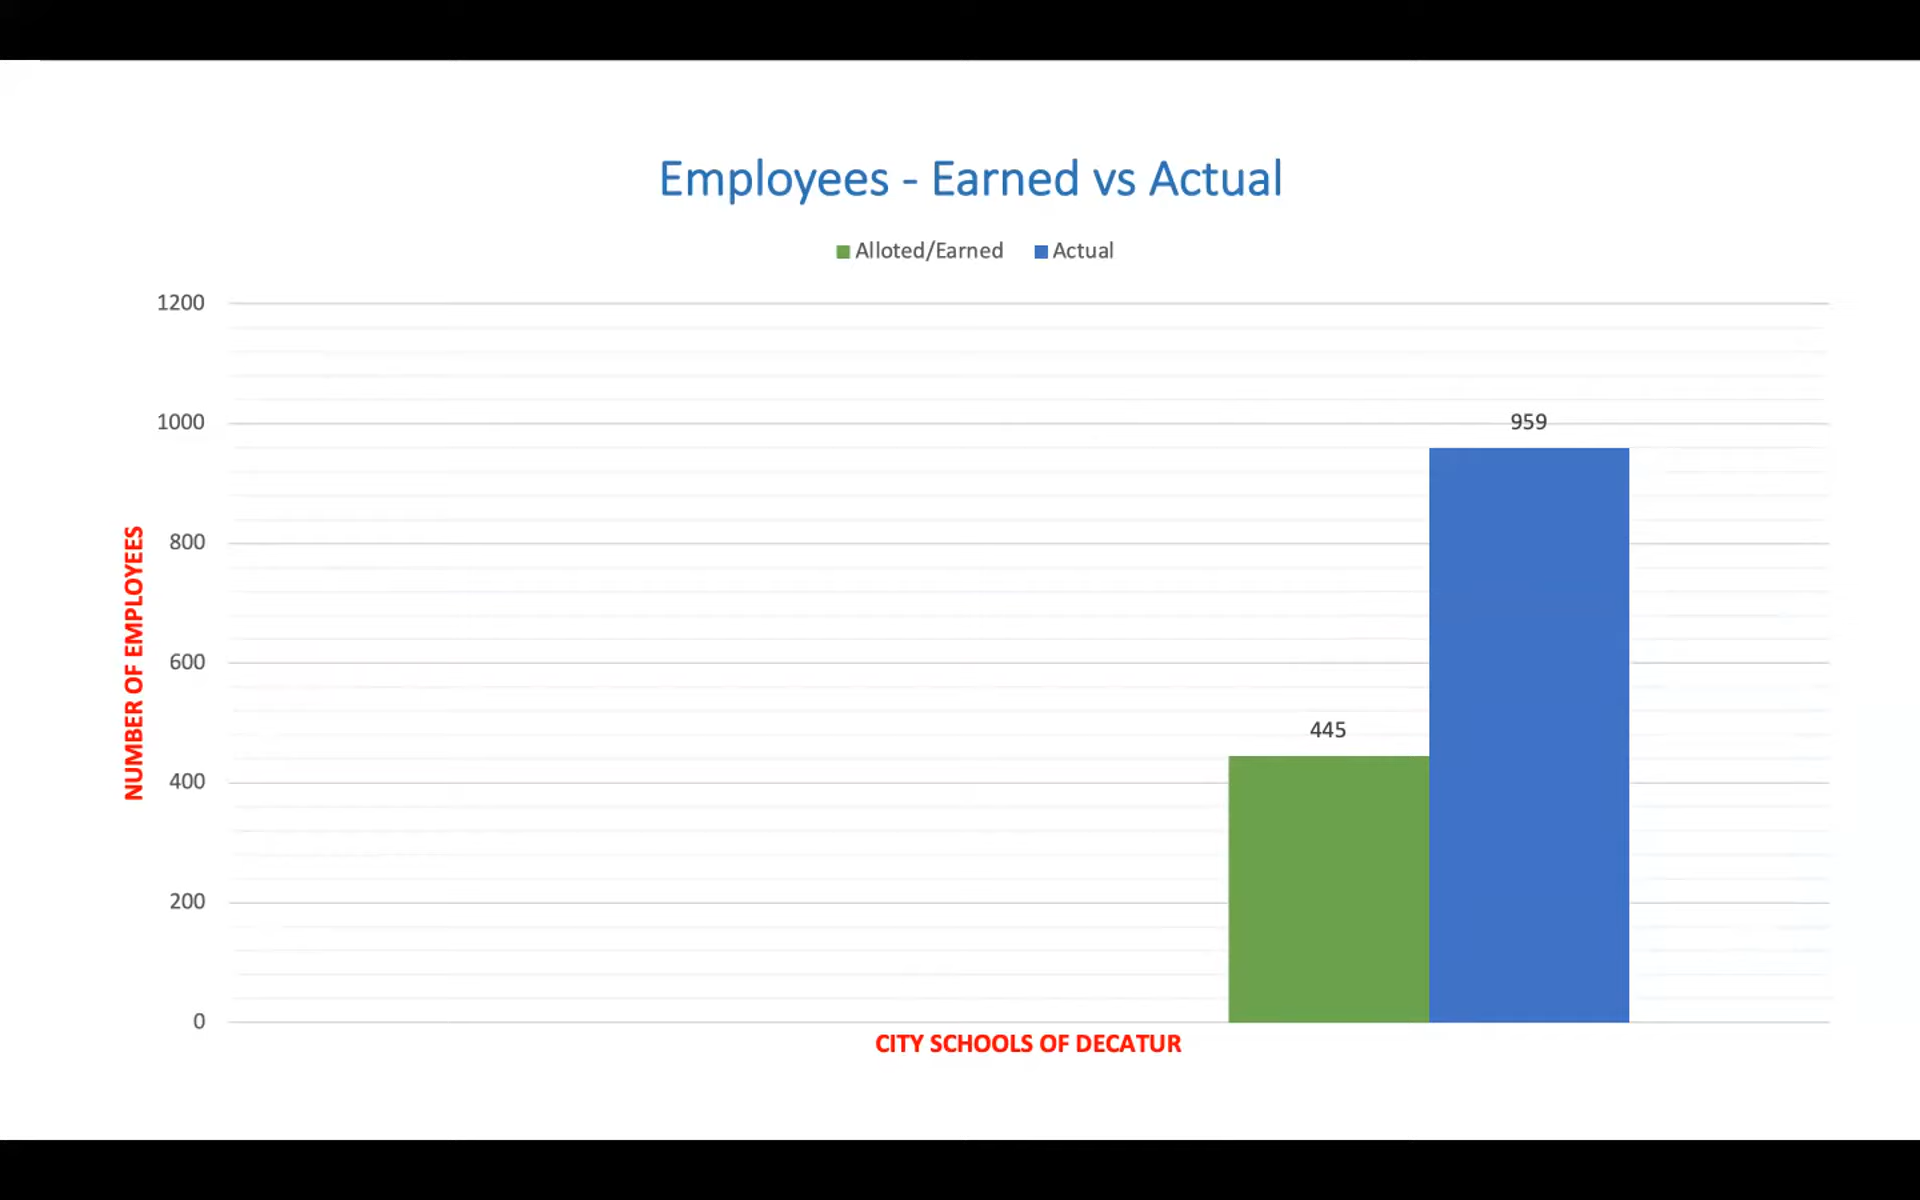 Employees - Earned vs Actual
Alloted/Earned Actual
1200
1000
800
600
400
200
0
NUMBER OF EMPLOYEES
959
445
CITY SCHOOLS OF DECATUR